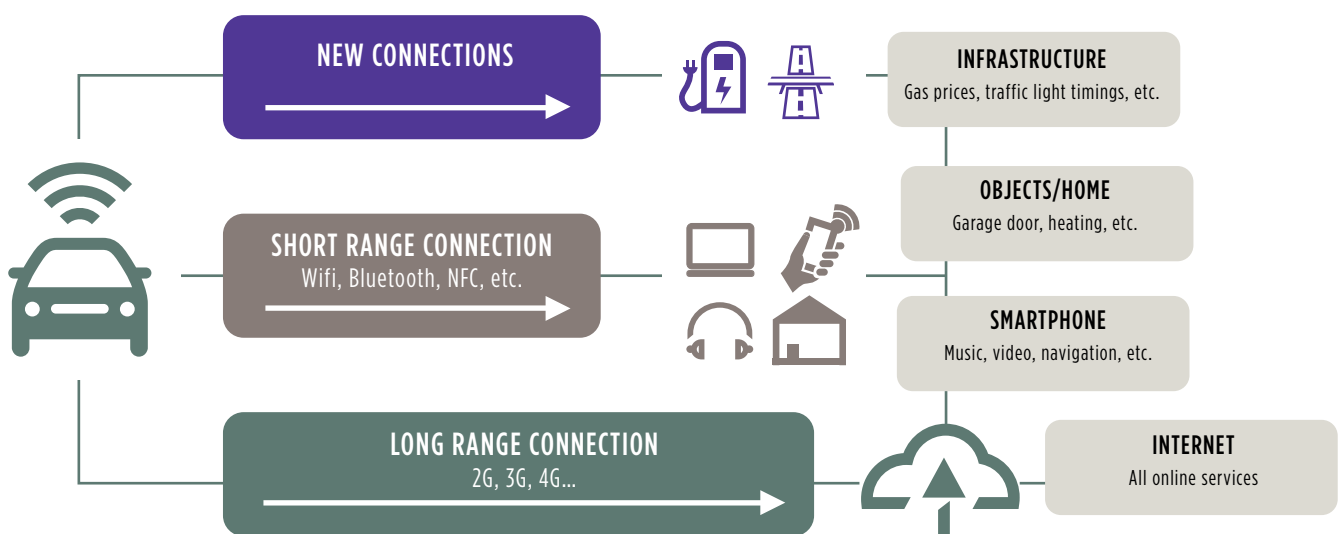 NEW CONNECTIONS
INFRASTRUCTURE
Gas prices, traffic light timings, etc.
OBJECTS/HOME
Garage door, heating, etc.
SHORT RANGE CONNECTION
Wifi, Bluetooth, NFC, etc.
SMARTPHONE
Music, video, navigation, etc.
LONG RANGE CONNECTION
2G, 3G, 4G...
INTERNET
All online services